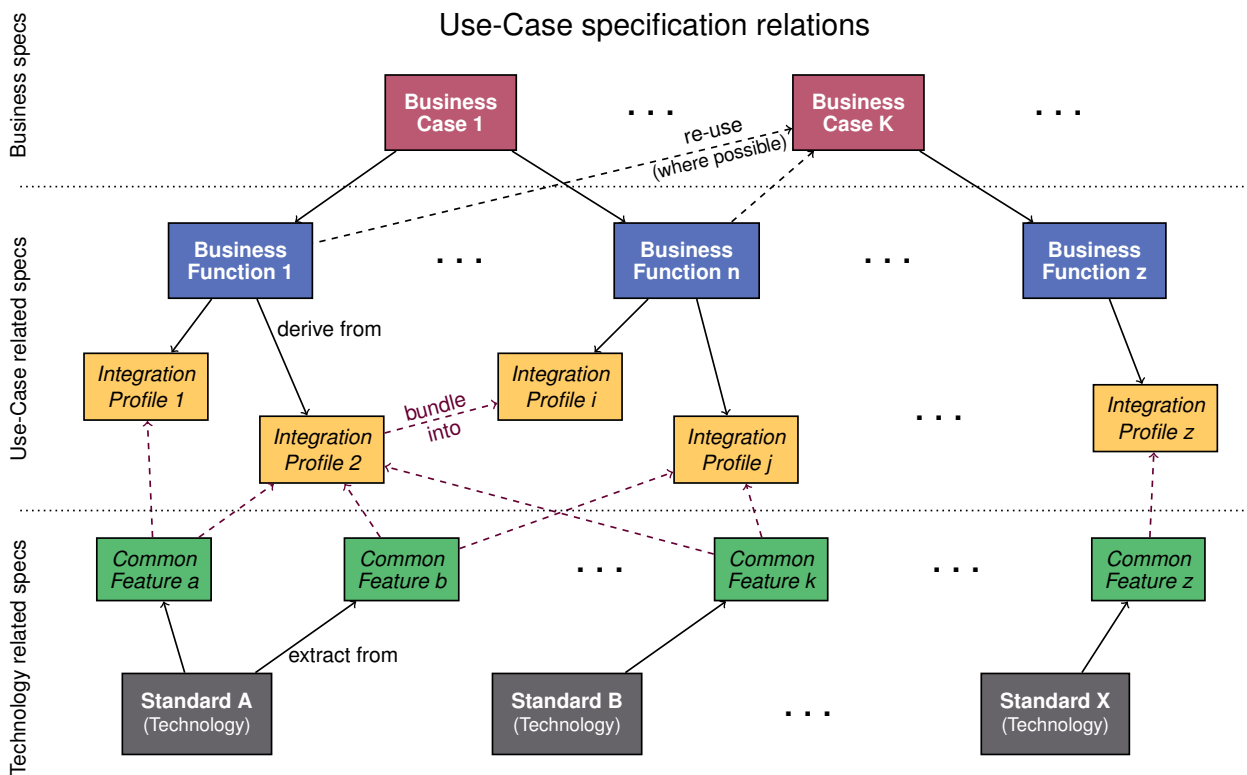 Use-Case specification relations
Business specs
Business
Case 1
. . .
Business
Case K
. . .
re-use
(where possible)
Use-Case related specs
Business
Function 1
. . .
Business
Function n
. . .
Business
Function z
derive from
Integration
Profile 1
Integration
Profile 2
bundle
into
Integration
Profile i
Integration
Profile j
. . .
Integration
Profile z
Technology related specs
Common
Feature a
Common
Feature b
. . .
Common
Feature k
. . .
Common
Feature z
extract from
Standard A
(Technology)
Standard B
(Technology)
. . .
Standard X
(Technology)